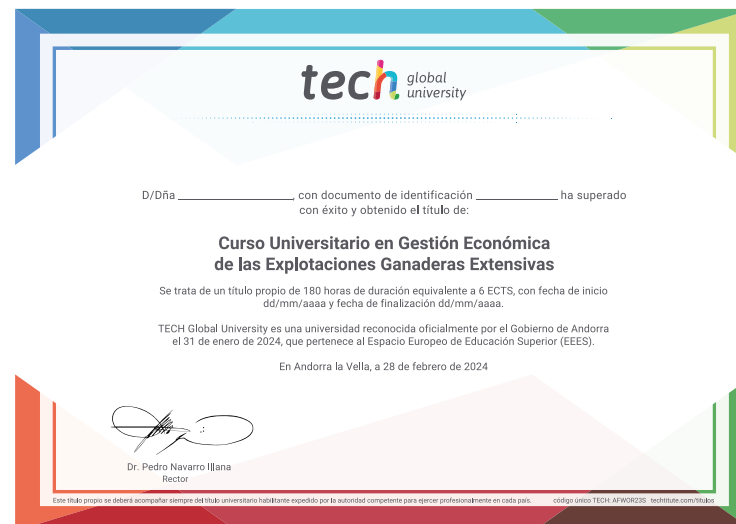 tech global
university
D/Dña ____________, con documento de identificación ____________ ha superado
con éxito y obtenido el título de:
Curso Universitario en Gestión Económica
de las Explotaciones Ganaderas Extensivas
Se trata de un título propio de 180 horas de duración equivalente a 6 ECTS, con fecha de inicio
dd/mm/aaaa y fecha de finalización dd/mm/aaaa.
TECH Global University es una universidad reconocida oficialmente por el Gobierno de Andorra
el 31 de enero de 2024, que pertenece al Espacio Europeo de Educación Superior (EEES).
En Andorra la Vella, a 28 de febrero de 2024
Dr. Pedro Navarro Illana
Rector
Este título propio se deberá acompañar siempre del título universitario habilitante expedido por la autoridad competente para ejercer profesionalmente en cada país. código único TECH: AFWOR23S techtitute.com/titulos